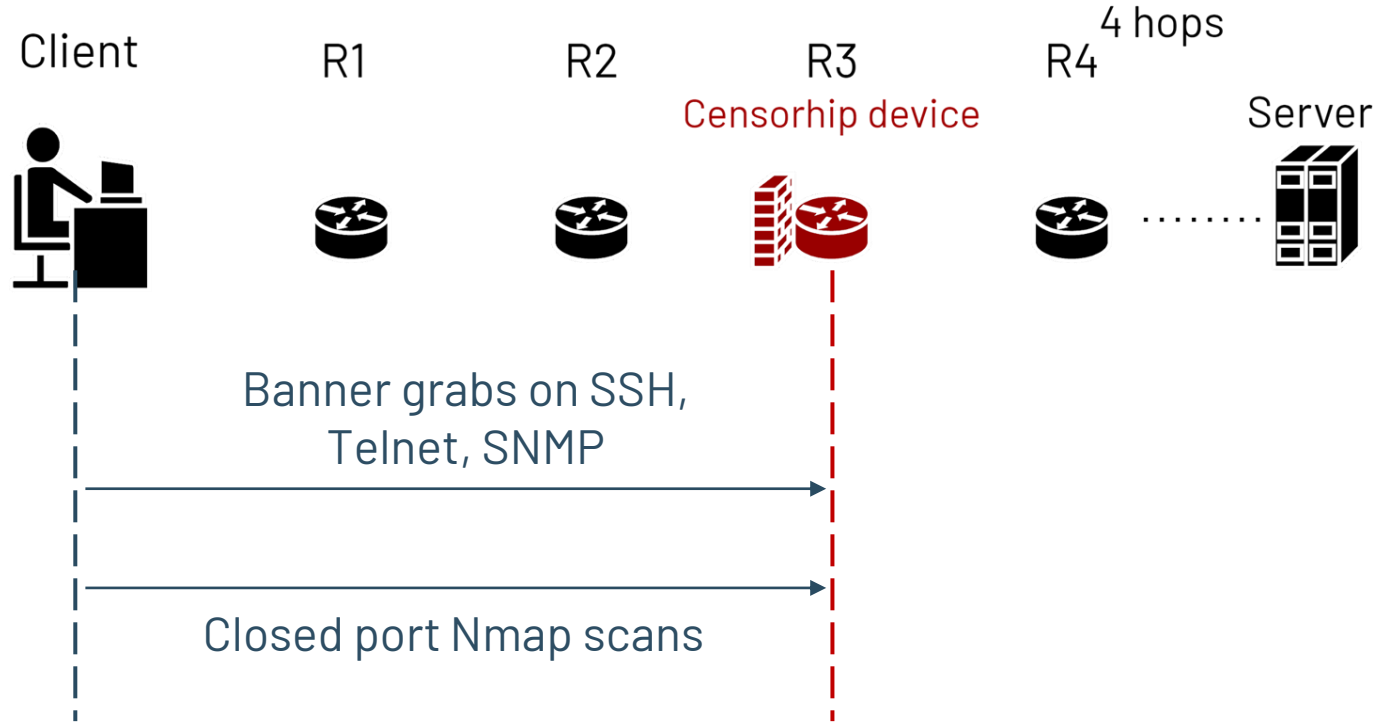 Client
R1
R2
R3
Censorhip device
R4
4 hops
Server
Banner grabs on SSH,
Telnet, SNMP
Closed port Nmap scans